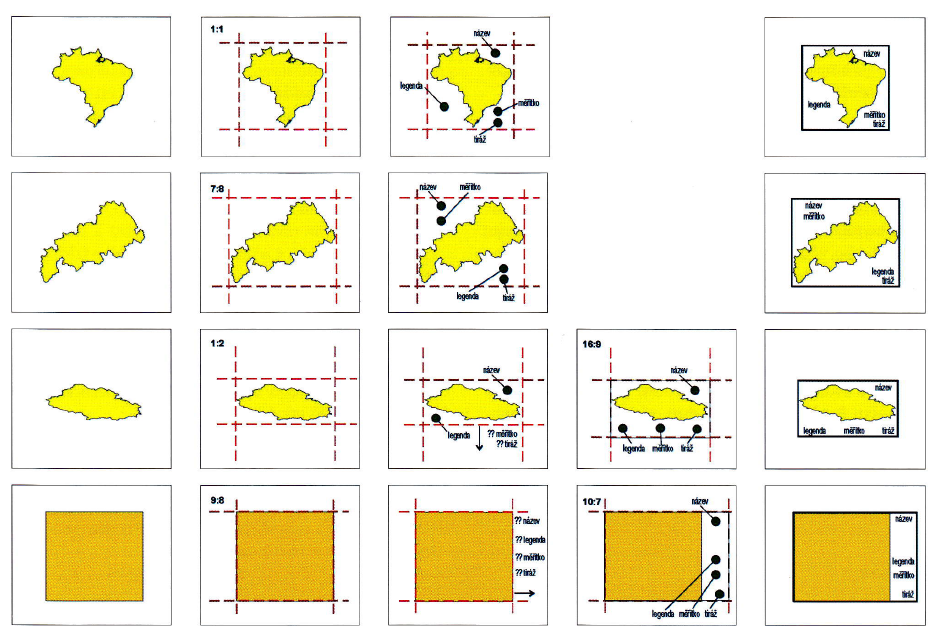 1:1
název
legenda
měřítko
tiráž
název
legenda
měřítko
tiráž
7:8
název
měřítko
legenda
tiráž
název
měřítko
legenda
tiráž
1:2
název
legenda
?? měřítko
?? tiráž
16:9
název
legenda
měřítko
tiráž
název
legenda
měřítko
tiráž
9:8
?? název
?? legenda
?? měřítko
?? tiráž
10:7
název
legenda
měřítko
tiráž
název
legenda
měřítko
tiráž